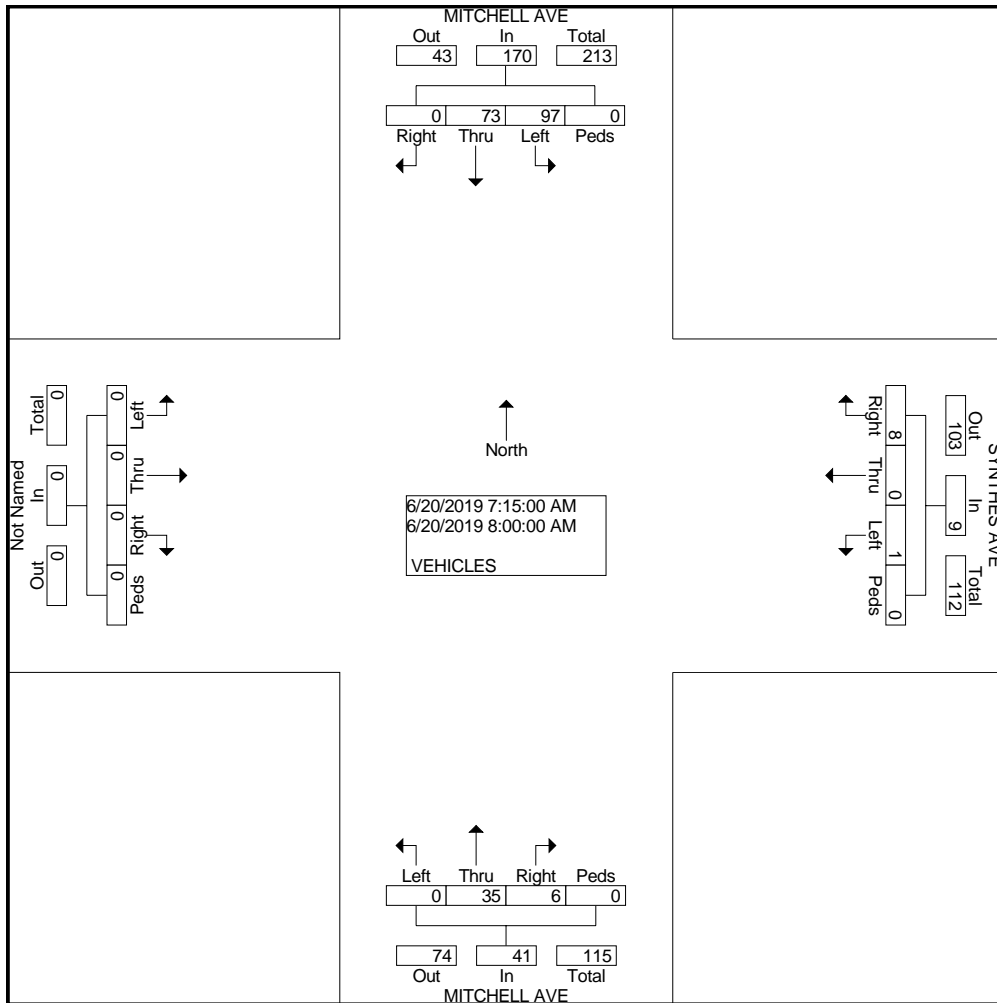 MITCHELL AVE
Out In Total
43 170 213
0 73 97 0
Right Thru Left Peds
Not Named
Total In Out
0 0 0
0 0 0 0
Left Thru Right Peds
North
6/20/2019 7:15:00 AM
6/20/2019 8:00:00 AM
VEHICLES
Right Thru Left Peds
8 0 1 0
Out In Total
103 9 112
SYNTHES AVE
Left Thru Right Peds
0 35 6 0
74 41 115
Out In Total
MITCHELL AVE